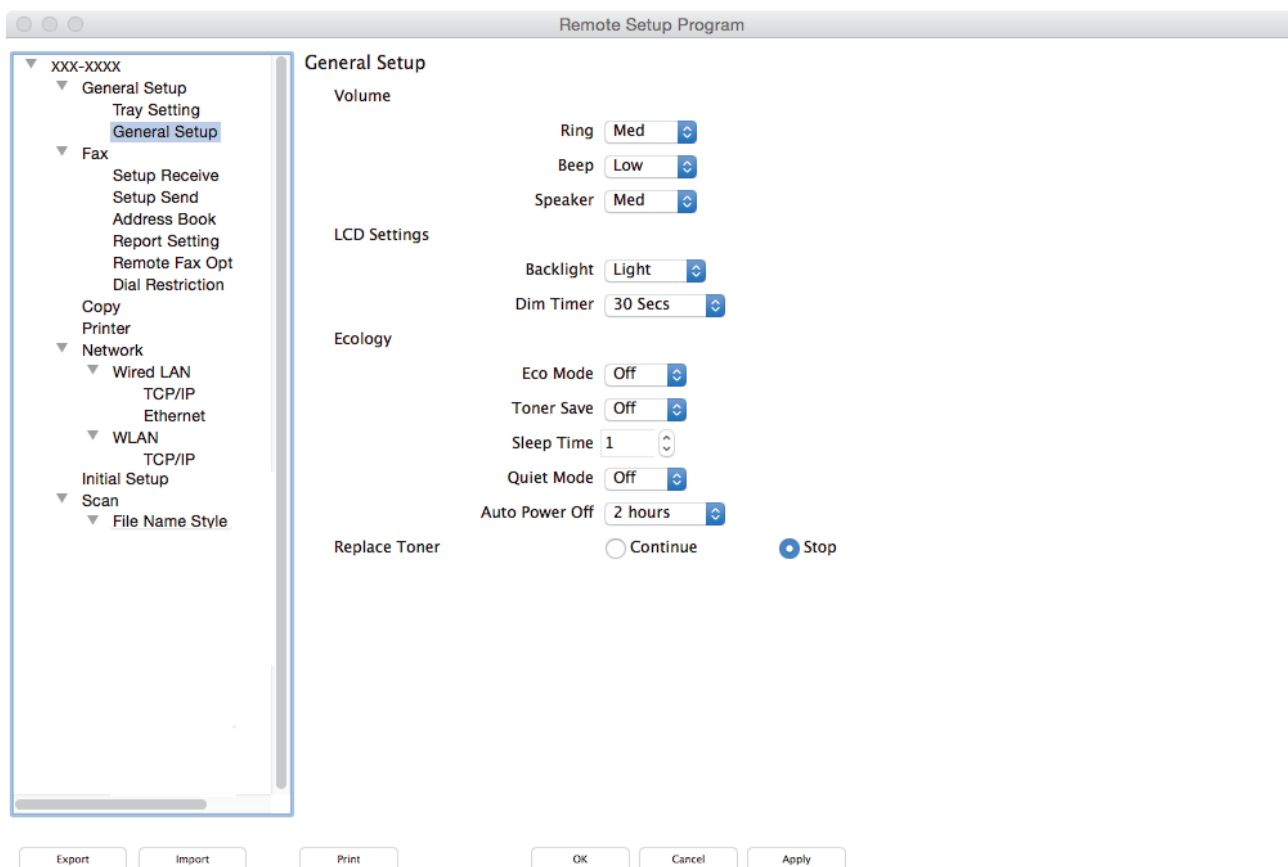 Remote Setup Program
XXX-XXXX
General Setup
Tray Setting
General Setup
Fax
Setup Receive
Setup Send
Address Book
Report Setting
Remote Fax Opt
Dial Restriction
Copy
Printer
Network
Wired LAN
TCP/IP
Ethernet
WLAN
TCP/IP
Initial Setup
Scan
File Name Style
General Setup
Volume
Ring Med
Beep Low
Speaker Med
LCD Settings
Backlight Light
Dim Timer 30 Secs
Ecology
Eco Mode Off
Toner Save Off
Sleep Time 1
Quiet Mode Off
Auto Power Off 2 hours
Replace Toner Continue Stop
Export Import Print OK Cancel Apply